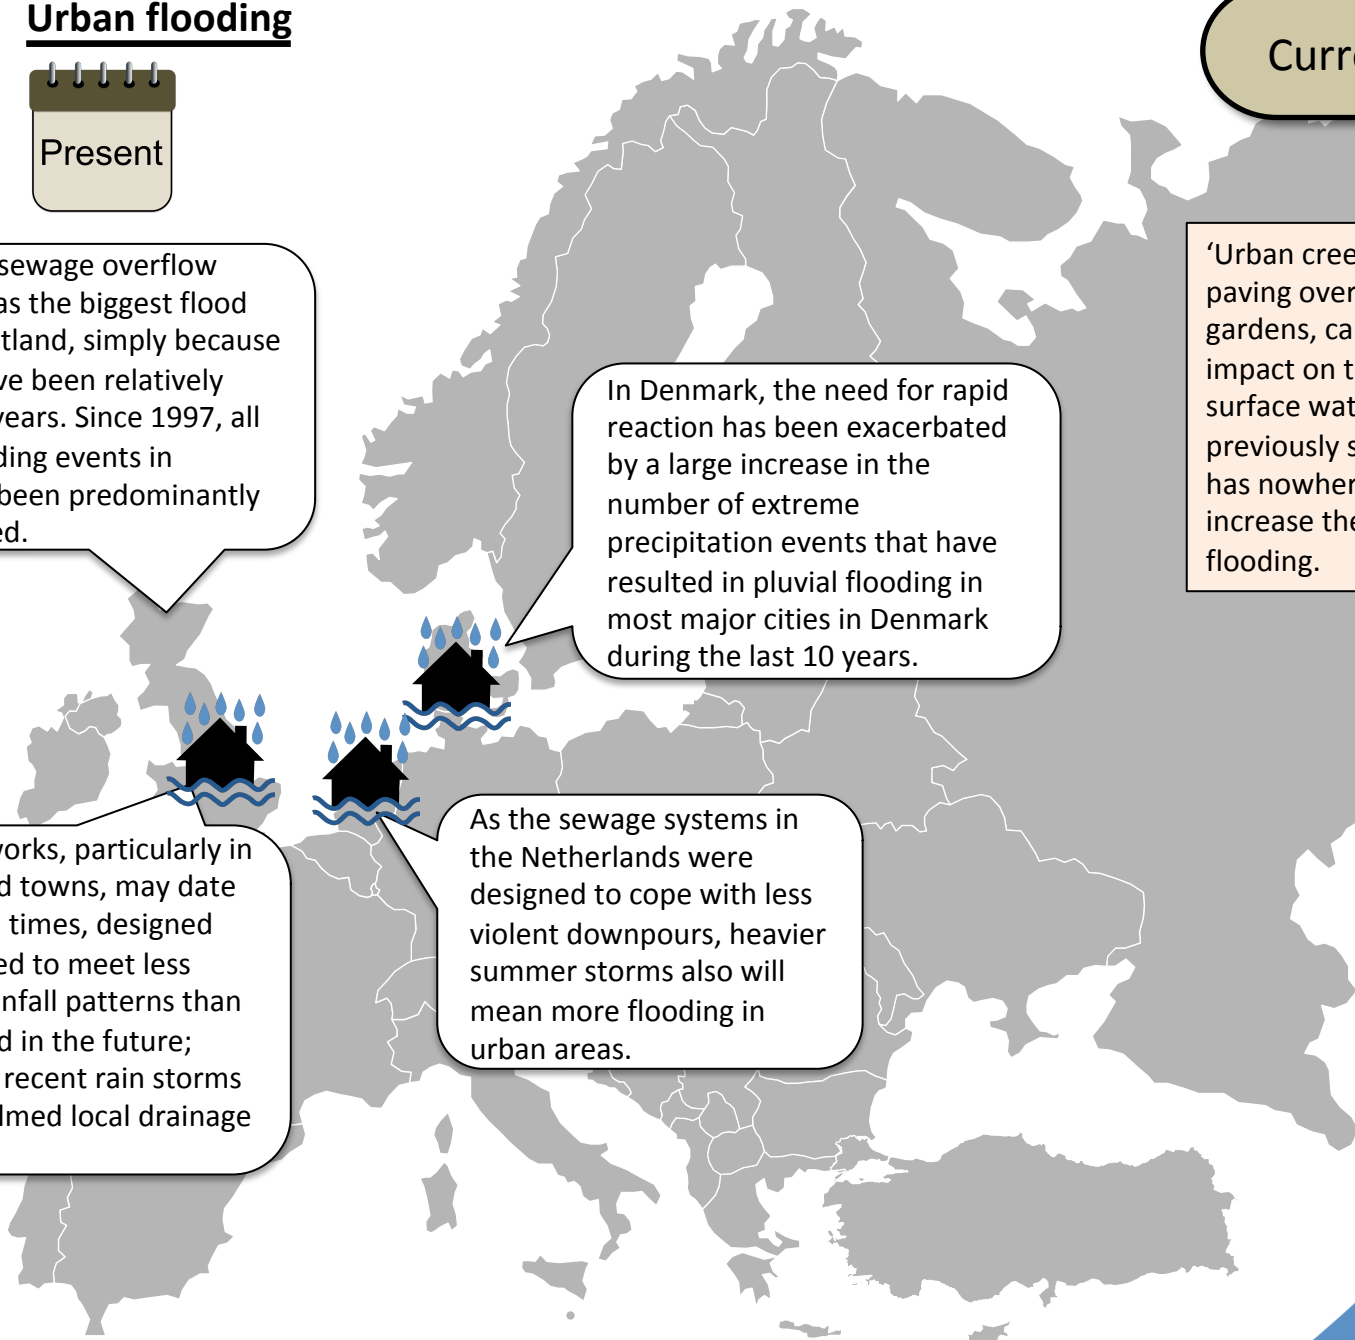 Urban flooding
Present
Curr
sewage overflow
as the biggest flood
tland, simply because
ve been relatively
years. Since 1997, all
ding events in
been predominantly
ed.
In Denmark, the need for rapid
reaction has been exacerbated
by a large increase in the
number of extreme
precipitation events that have
resulted in pluvial flooding in
most major cities in Denmark
during the last 10 years.
‘Urban cree
paving over
gardens, ca
impact on t
surface wat
previously s
has nowher
increase the
flooding.
works, particularly in
d towns, may date
times, designed
ed to meet less
nfall patterns than
d in the future;
recent rain storms
lmed local drainage
As the sewage systems in
the Netherlands were
designed to cope with less
violent downpours, heavier
summer storms also will
mean more flooding in
urban areas.